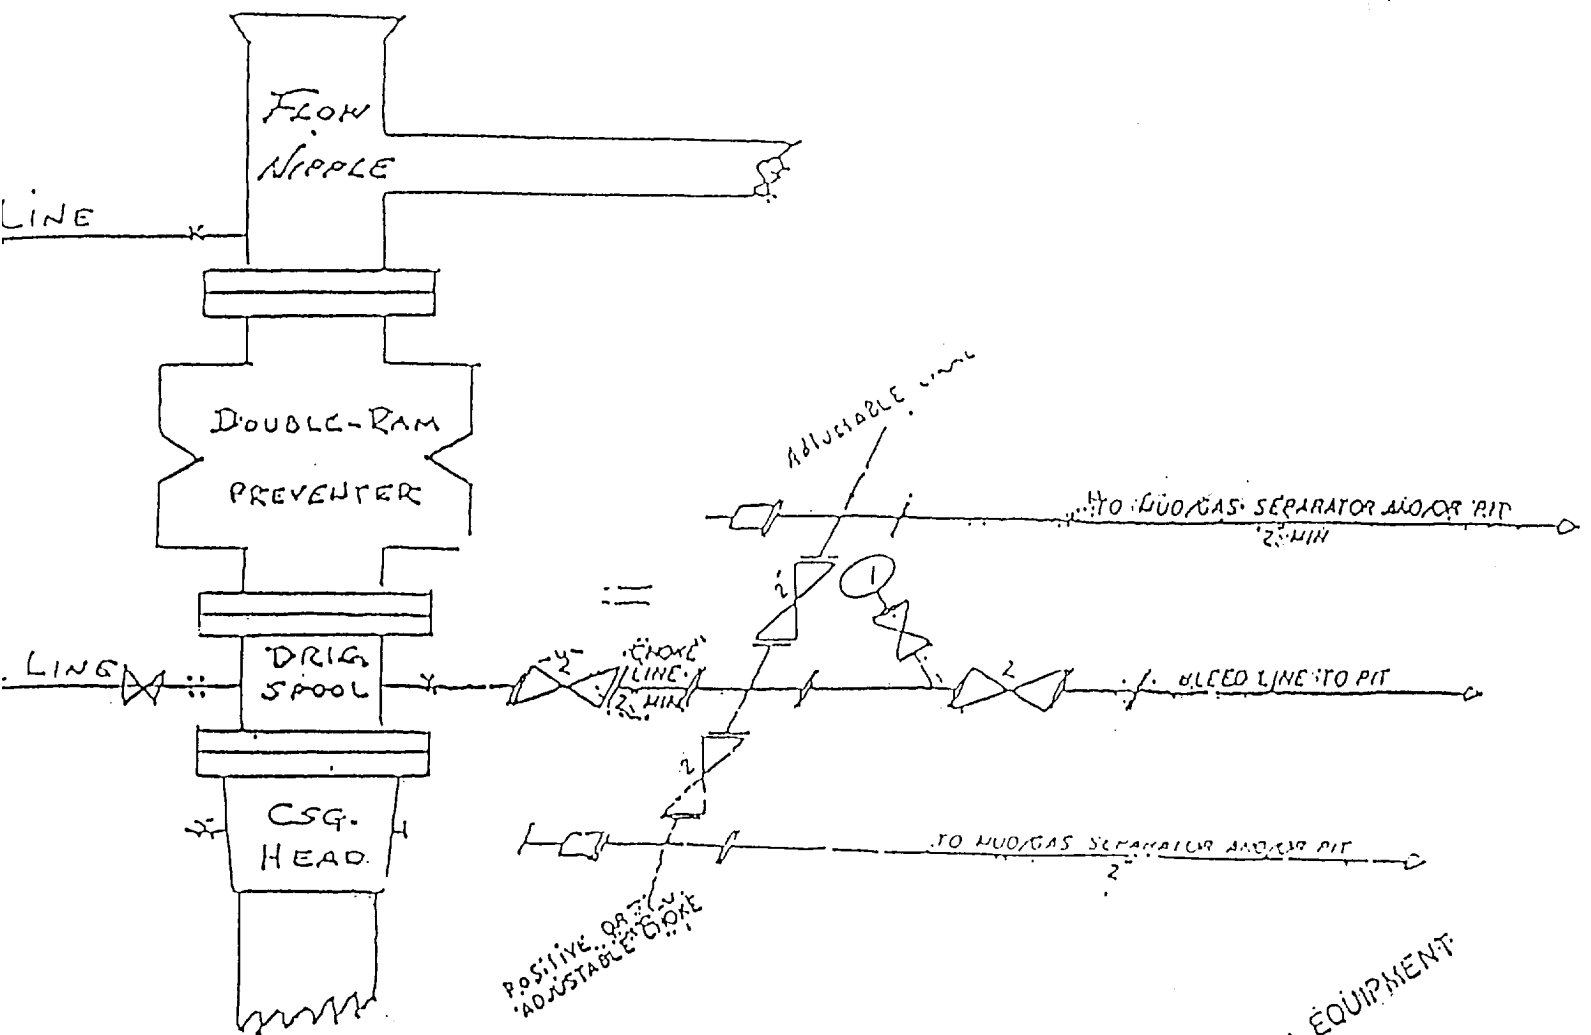 FLOW
NIPPLE
LINE
DOUBLE-RAM
PREVENTER
ADJUSTABLE
TO MUD/GAS SEPARATOR AND/OR PIT
2" MIN
2"
1
LINE
DRLG
SPOOL
2"
CHOKE
LINE
2" MIN
2
BLEED LINE TO PIT
2
CSG.
HEAD
TO MUD/GAS SEPARATOR AND/OR PIT
2"
POSITIVE OR
ADJUSTABLE CHOKE
EQUIPMENT